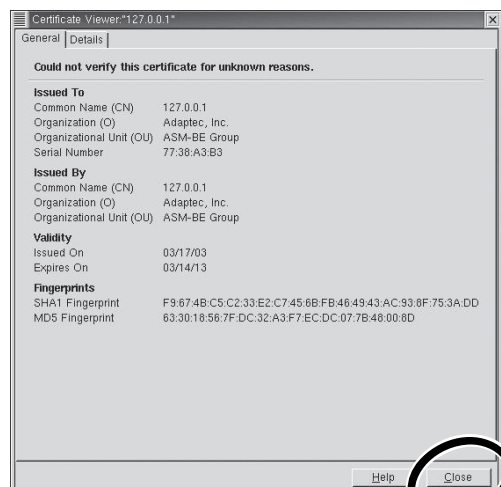 Certificate Viewer:"127.0.0.1"
General Details
Could not verify this certificate for unknown reasons.
Issued To
Common Name (CN) 127.0.0.1
Organization (O) Adaptec, Inc.
Organizational Unit (OU) ASM-BE Group
Serial Number 77:38:A3:B3
Issued By
Common Name (CN) 127.0.0.1
Organization (O) Adaptec, Inc.
Organizational Unit (OU) ASM-BE Group
Validity
Issued On 03/17/03
Expires On 03/14/13
Fingerprints
SHA1 Fingerprint F9:67:4B:C5:C2:33:E2:C7:45:6B:FB:46:49:43:AC:93:8F:75:3A:DD
MD5 Fingerprint 63:30:18:56:7F:DC:32:A3:F7:EC:DC:07:7B:48:00:8D
Help Close